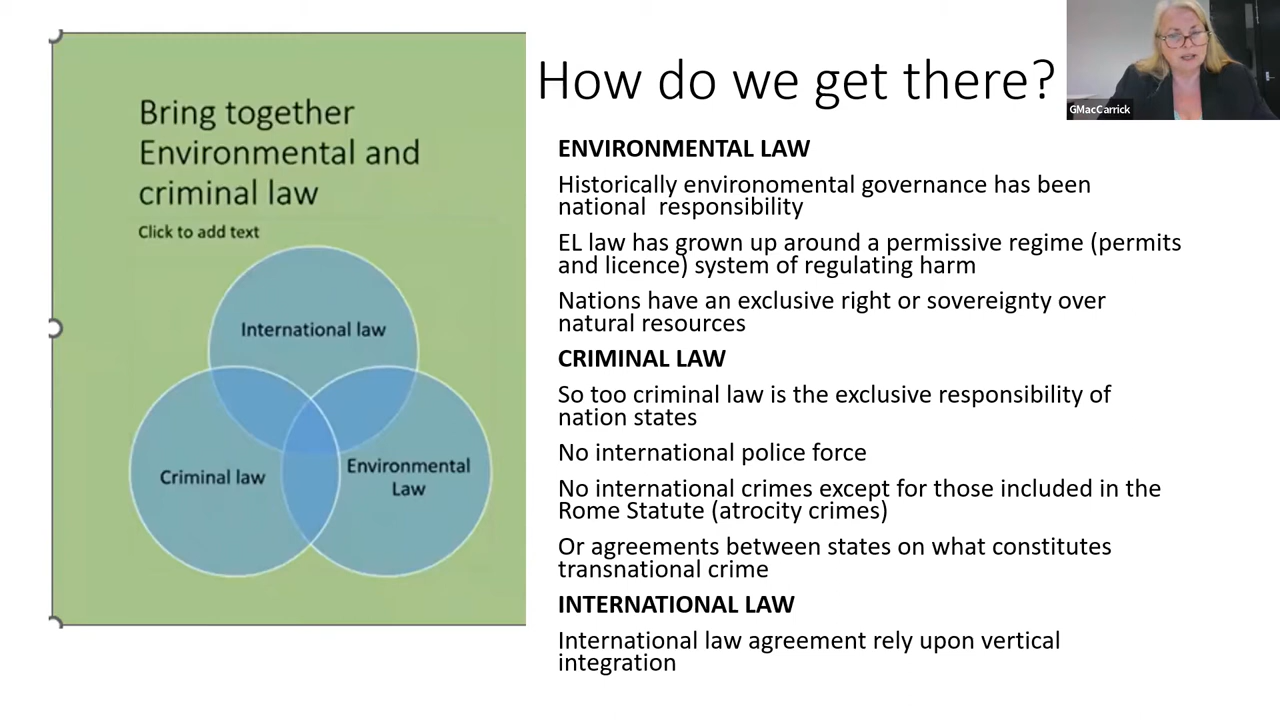 Bring together
Environmental and
criminal law
Click to add text
International law
Criminal law
Environmental
Law
How do we get there?
GMacCarrick
ENVIRONMENTAL LAW
Historically environomental governance has been
national  responsibility
EL law has grown up around a permissive regime (permits
and licence) system of regulating harm
Nations have an exclusive right or sovereignty over
natural resources
CRIMINAL LAW
So too criminal law is the exclusive responsibility of
nation states
No international police force
No international crimes except for those included in the
Rome Statute (atrocity crimes)
Or agreements between states on what constitutes
transnational crime
INTERNATIONAL LAW
International law agreement rely upon vertical
integration